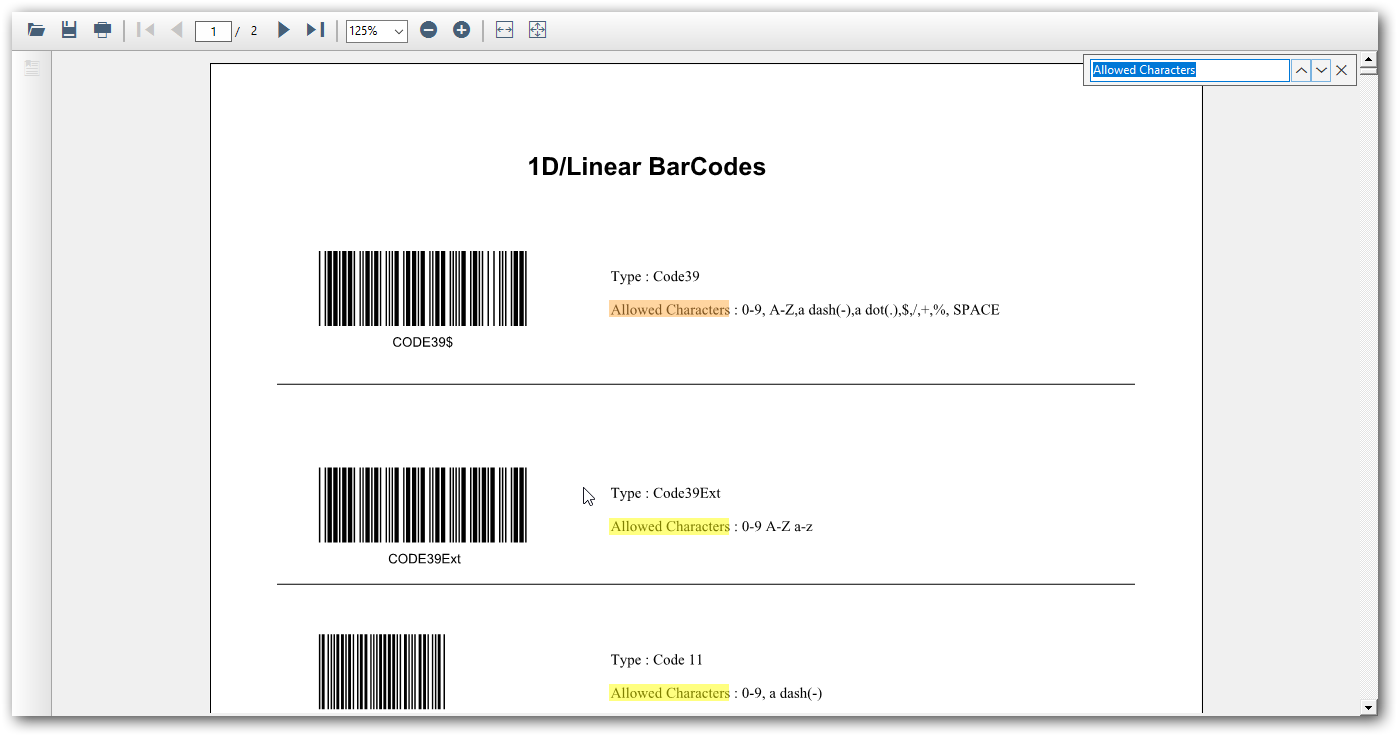 1 / 2 125%
Allowed Characters
1D/Linear BarCodes
Type : Code39
Allowed Characters : 0-9, A-Z,a dash(-),a dot(.),$,/,+,%, SPACE
CODE39$
Type : Code39Ext
Allowed Characters : 0-9 A-Z a-z
CODE39Ext
Type : Code 11
Allowed Characters : 0-9, a dash(-)